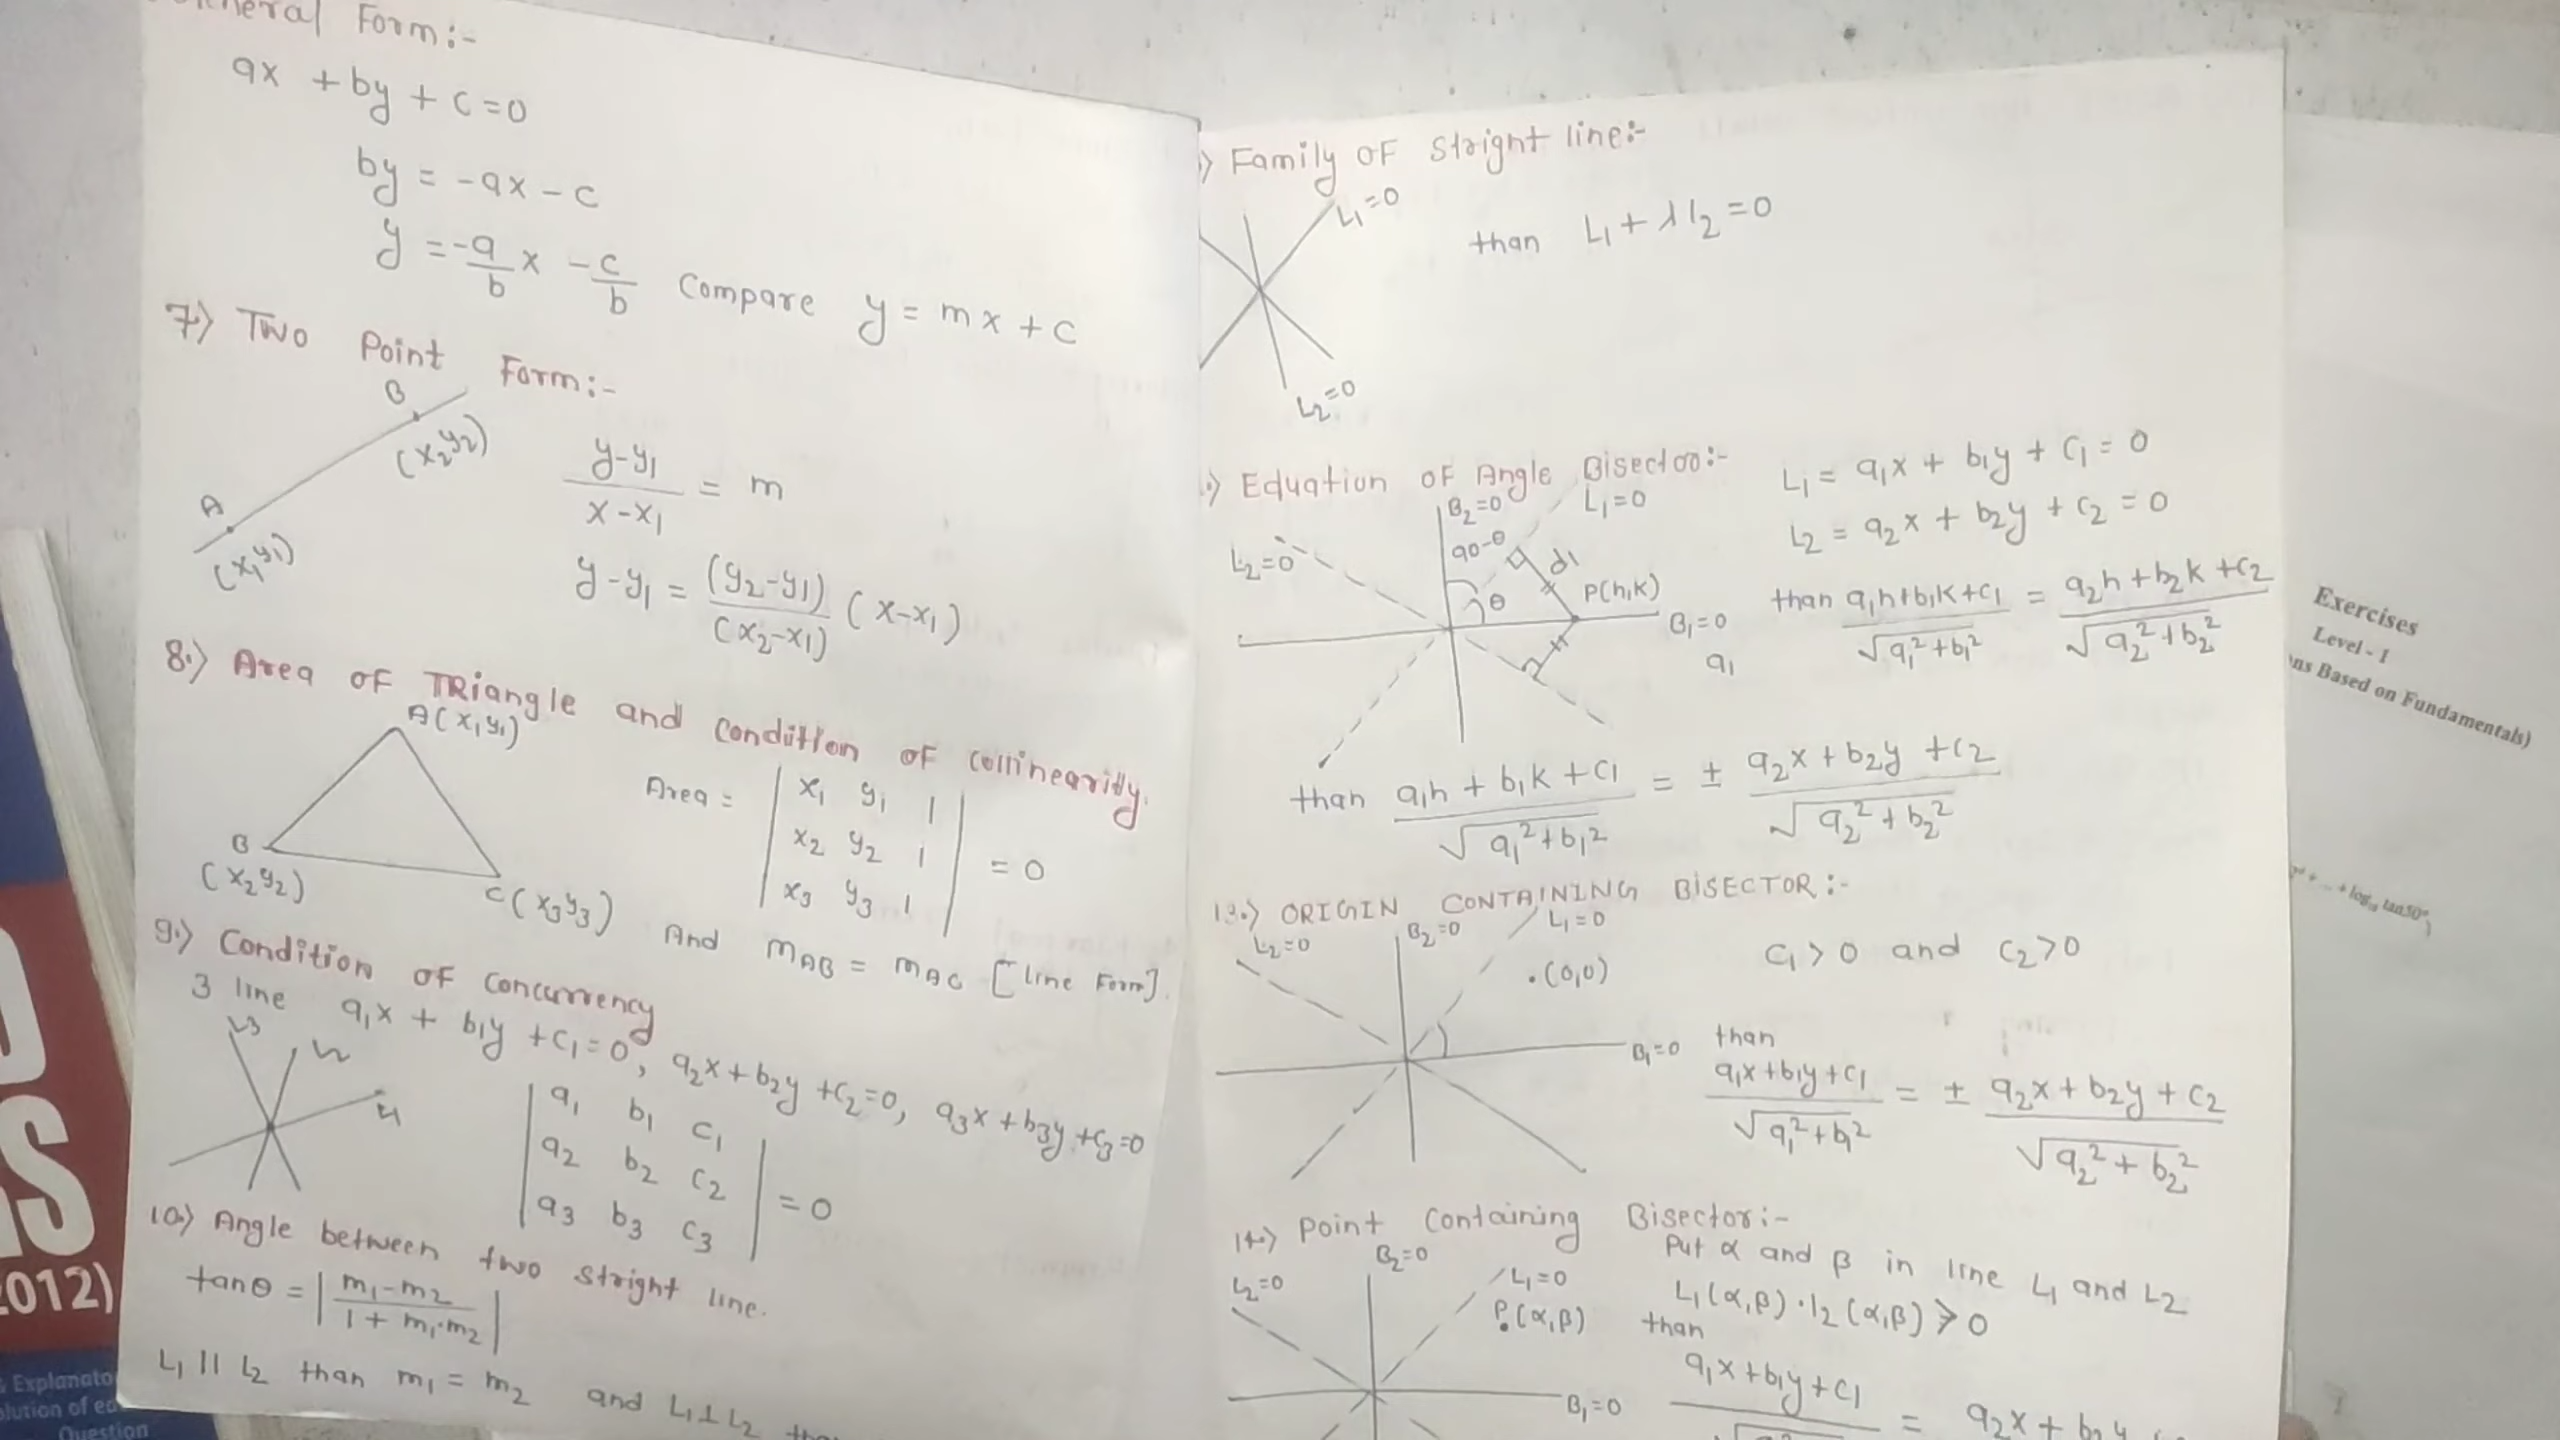 Form:-
ax + by + c = 0
by = -ax - c
y = -a/b x - c/b Compare y = mx + c
7.) Two Point Form:-
B
(x₂y₂)
A
(x₁y₁)
y-y₁/x-x₁ = m
y-y₁ = (y₂-y₁)/(x₂-x₁) (x-x₁)
8.) Area of TRiangle and Condition of Collinearity.
A(x₁y₁)
B
(x₂y₂)
C(x₃y₃)
Area = | x₁ y₁ 1 |
| x₂ y₂ 1 | = 0
| x₃ y₃ 1 |
And mAB = mAC [line Form].
9.) Condition of Concurrency
3 line a₁x + b₁y + c₁ = 0, a₂x + b₂y + c₂ = 0, a₃x + b₃y + c₃ = 0
L₃
L₁
| a₁ b₁ c₁ |
| a₂ b₂ c₂ | = 0
| a₃ b₃ c₃ |
10.) Angle between two stright line.
tanθ = | m₁-m₂/1 + m₁·m₂ |
L₁ || L₂ than m₁ = m₂ and L₁ ⊥ L₂
) Family OF Stright line:-
L₁=0
than L₁ + λl₂ = 0
L₂=0
.) Eduation of Angle Bisector:-
B₂=0
L₁=0
L₂=0
90-θ
d₁
θ
P(h,k)
B₁=0
a₁
L₁ = a₁x + b₁y + c₁ = 0
L₂ = a₂x + b₂y + c₂ = 0
than a₁h+b₁k+c₁/√a₁²+b₁² = a₂h+b₂k+c₂/√a₂²+b₂²
than a₁h + b₁k + c₁/√a₁²+b₁² = ± a₂x + b₂y + c₂/√a₂²+b₂²
13.) ORIGIN CONTAINING BISECTOR:-
L₂=0
B₂=0
L₁=0
.(0,0)
B₁=0
c₁ > 0 and c₂ > 0
than
a₁x+b₁y+c₁/√a₁²+b₁² = ± a₂x + b₂y + c₂/√a₂²+b₂²
14.) Point Containing Bisector:-
Put α and β in line L₁ and L₂
L₁(α,β)·l₂(α,β) > 0
than
L₂=0
B₂=0
L₁=0
P.(α,β)
B₁=0
a₁x+b₁y+c₁
= a₂x + b₂y
Exercises
Level - I
Based on Fundamentals)
+ ... + log₁₀ tan50°
2012)
Question